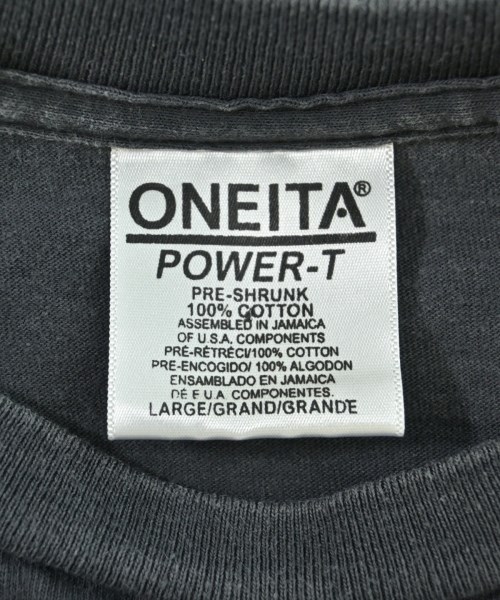 ONEITA®
POWER-T
PRE-SHRUNK
100% COTTON
ASSEMBLED IN JAMAICA
OF U.S.A. COMPONENTS
PRÉ-RÉTRÉCI/100% COTTON
PRE-ENCOGIDO/ 100% ALGODON
ENSAMBLADO EN JAMAICA
DE E.U.A. COMPONENTES.
LARGE/GRAND/GRANDE